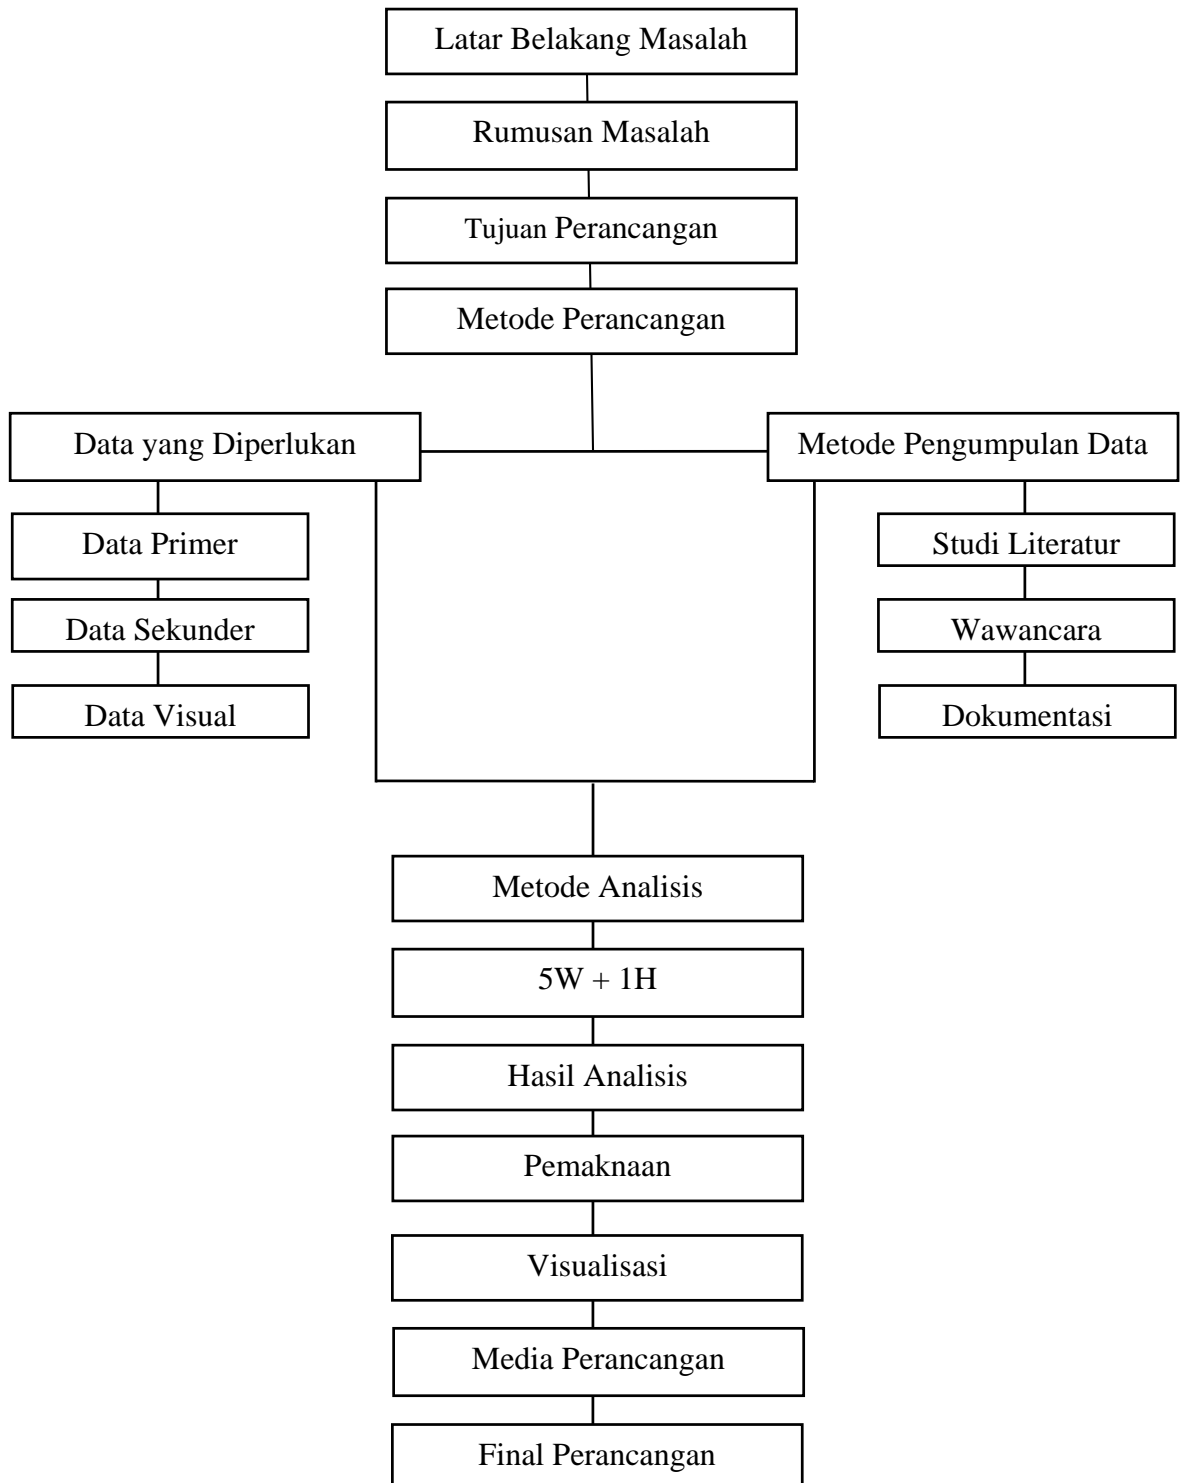 Latar Belakang Masalah
Rumusan Masalah
Tujuan Perancangan
Metode Perancangan
Data yang Diperlukan
Metode Pengumpulan Data
Data Primer
Studi Literatur
Data Sekunder
Wawancara
Data Visual
Dokumentasi
Metode Analisis
5W + 1H
Hasil Analisis
Pemaknaan
Visualisasi
Media Perancangan
Final Perancangan